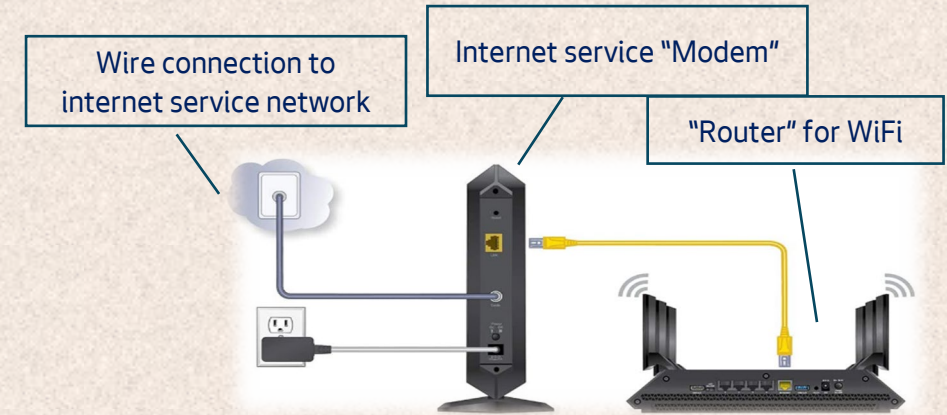 Wire connection to
internet service network
Internet service “Modem”
“Router” for WiFi